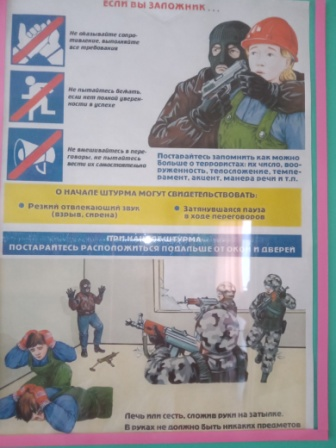 ЕСЛИ ВЫ ЗАЛОЖНИК...
Не оказывайте сопро-
тивление, выполняйте
все требования
Не пытайтесь бежать,
если нет полной уверен-
ности в успехе
Не вмешивайтесь в пере-
говоры, не пытайтесь
вести их самостоятельно
Постарайтесь запомнить как можно
больше о террористах: их число, воо-
руженность, телосложение, темпе-
рамент, акцент, манера речи и т.п.
О НАЧАЛЕ ШТУРМА МОГУТ СВИДЕТЕЛЬСТВОВАТЬ:
• Резкий отвлекающий звук
(взрыв, сирена)
• Затянувшаяся пауза
в ходе переговоров
ПРИ НАЧАЛЕ ШТУРМА
ПОСТАРАЙТЕСЬ РАСПОЛОЖИТЬСЯ ПОДАЛЬШЕ ОТ ОКОН И ДВЕРЕЙ
Лечь или сесть, сложив руки на затылке.
В руках не должно быть никаких предметов